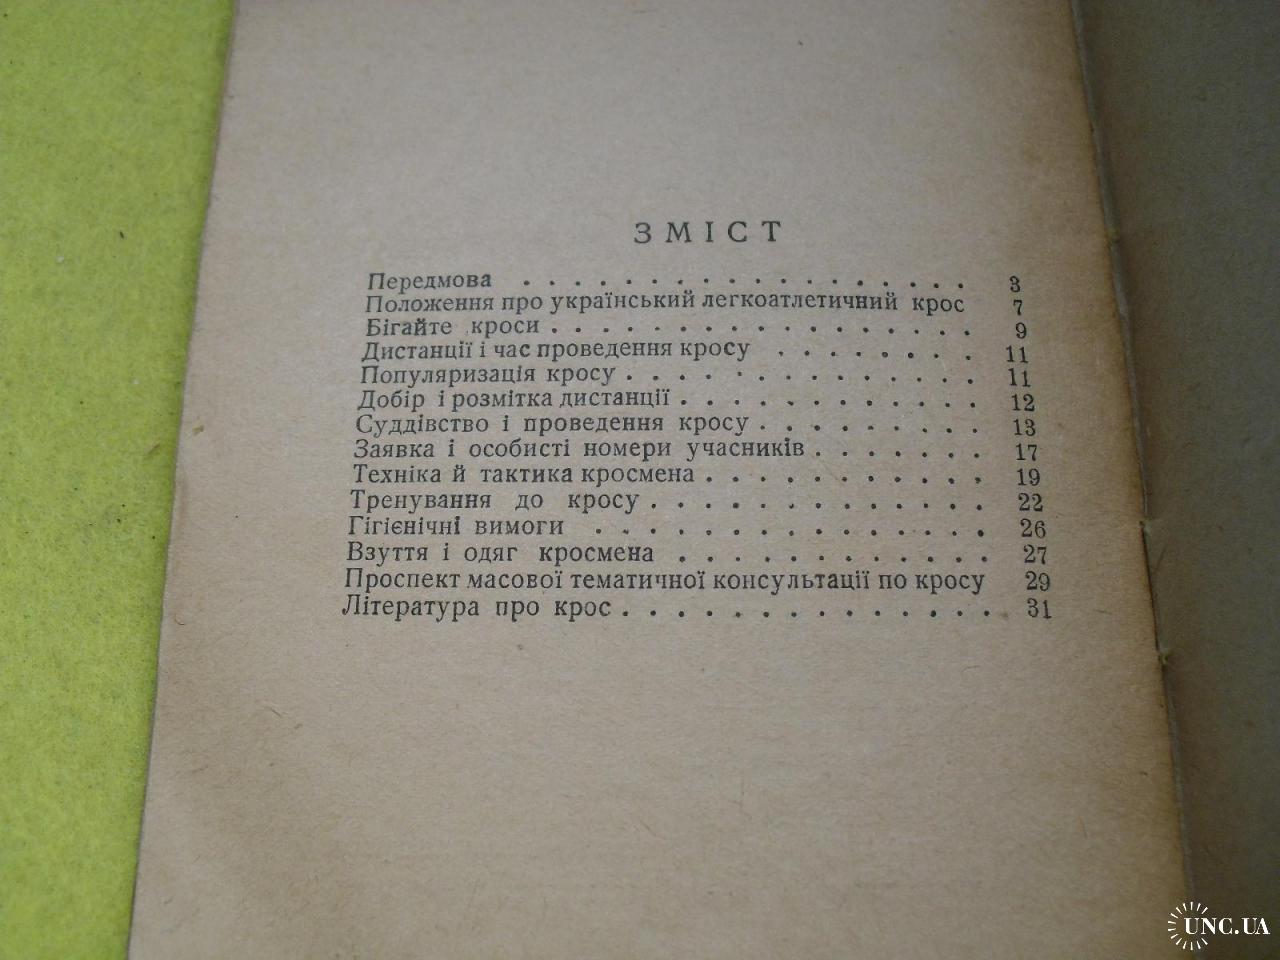 ЗМІСТ
Передмова . . . . . . . . . . . . . . . . . . 3
Положення про український легкоатлетичний крос 7
Бігайте кроси . . . . . . . . . . . . . . . . . 9
Дистанції і час проведення кросу . . . . . . . . 11
Популяризація кросу . . . . . . . . . . . . . 11
Добір і розмітка дистанції . . . . . . . . . . . 12
Суддівство і проведення кросу . . . . . . . . . 13
Заявка і особисті номери учасників . . . . . . . 17
Техніка й тактика кросмена . . . . . . . . . . . 19
Тренування до кросу . . . . . . . . . . . . . 22
Гігієнічні вимоги . . . . . . . . . . . . . . . 26
Взуття і одяг кросмена . . . . . . . . . . . . 27
Проспект масової тематичної консультації по кросу 29
Література про крос . . . . . . . . . . . . . . 31
UNC.UA